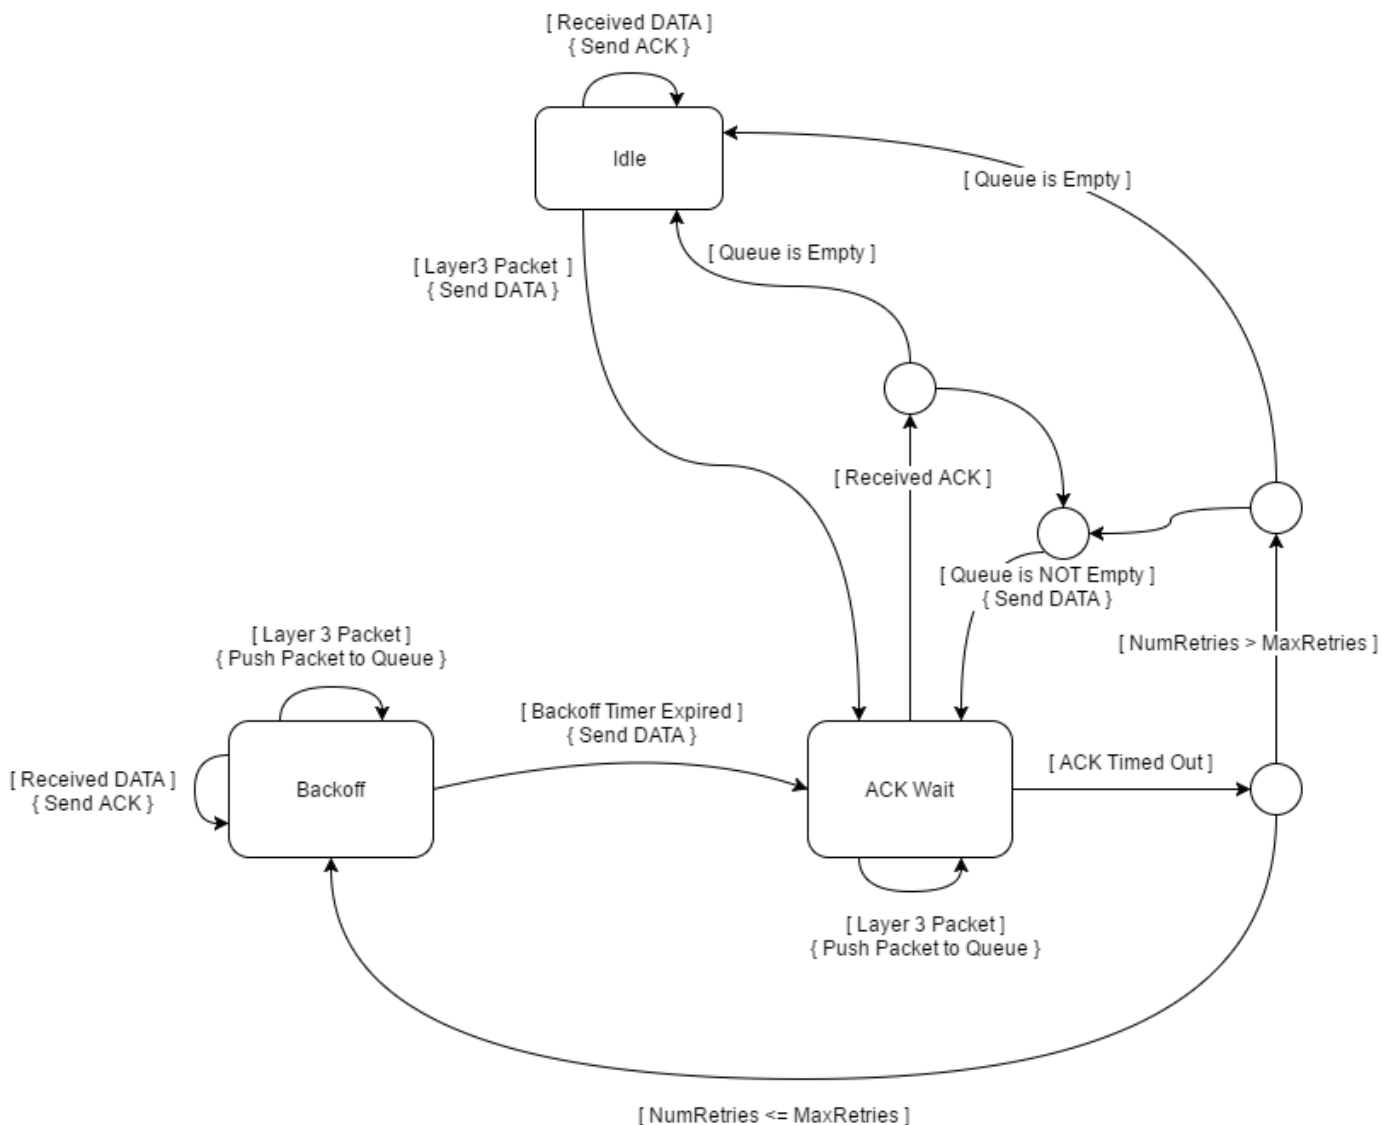 [ Received DATA ]
{ Send ACK }
Idle
[ Queue is Empty ]
[ Queue is Empty ]
[ Layer3 Packet  ]
{ Send DATA }
[ Received ACK ]
[ Queue is NOT Empty ]
{ Send DATA }
[ Layer 3 Packet ]
{ Push Packet to Queue }
[ NumRetries > MaxRetries ]
[ Backoff Timer Expired ]
{ Send DATA }
[ Received DATA ]
{ Send ACK }
Backoff
ACK Wait
[ ACK Timed Out ]
[ Layer 3 Packet ]
{ Push Packet to Queue }
[ NumRetries <= MaxRetries ]